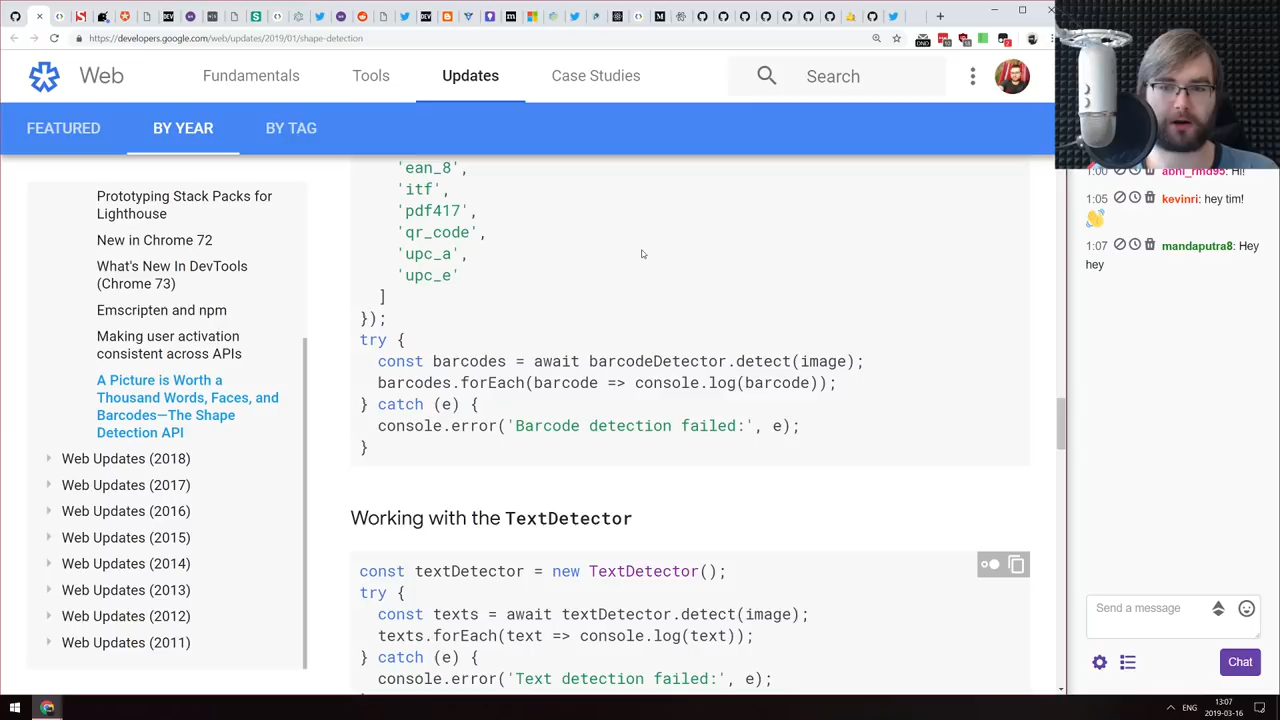 https://developers.google.com/web/updates/2019/01/shape-detection
Web
Fundamentals
Tools
Updates
Case Studies
Search
FEATURED
BY YEAR
BY TAG
Prototyping Stack Packs for
Lighthouse
New in Chrome 72
What's New In DevTools
(Chrome 73)
Emscripten and npm
Making user activation
consistent across APIs
A Picture is Worth a
Thousand Words, Faces, and
Barcodes—The Shape
Detection API
Web Updates (2018)
Web Updates (2017)
Web Updates (2016)
Web Updates (2015)
Web Updates (2014)
Web Updates (2013)
Web Updates (2012)
Web Updates (2011)
'ean_8',
'itf',
'pdf417',
'qr_code',
'upc_a',
'upc_e'
]
});
try {
const barcodes = await barcodeDetector.detect(image);
barcodes.forEach(barcode => console.log(barcode));
} catch (e) {
console.error('Barcode detection failed:', e);
}
Working with the TextDetector
const textDetector = new TextDetector();
try {
const texts = await textDetector.detect(image);
texts.forEach(text => console.log(text));
} catch (e) {
console.error('Text detection failed:', e);
1:00 abhi_rmd95: Hi!
1:05 kevinri: hey tim!
1:07 mandaputra8: Hey
hey
Send a message
Chat
ENG
13:07
2019-03-16